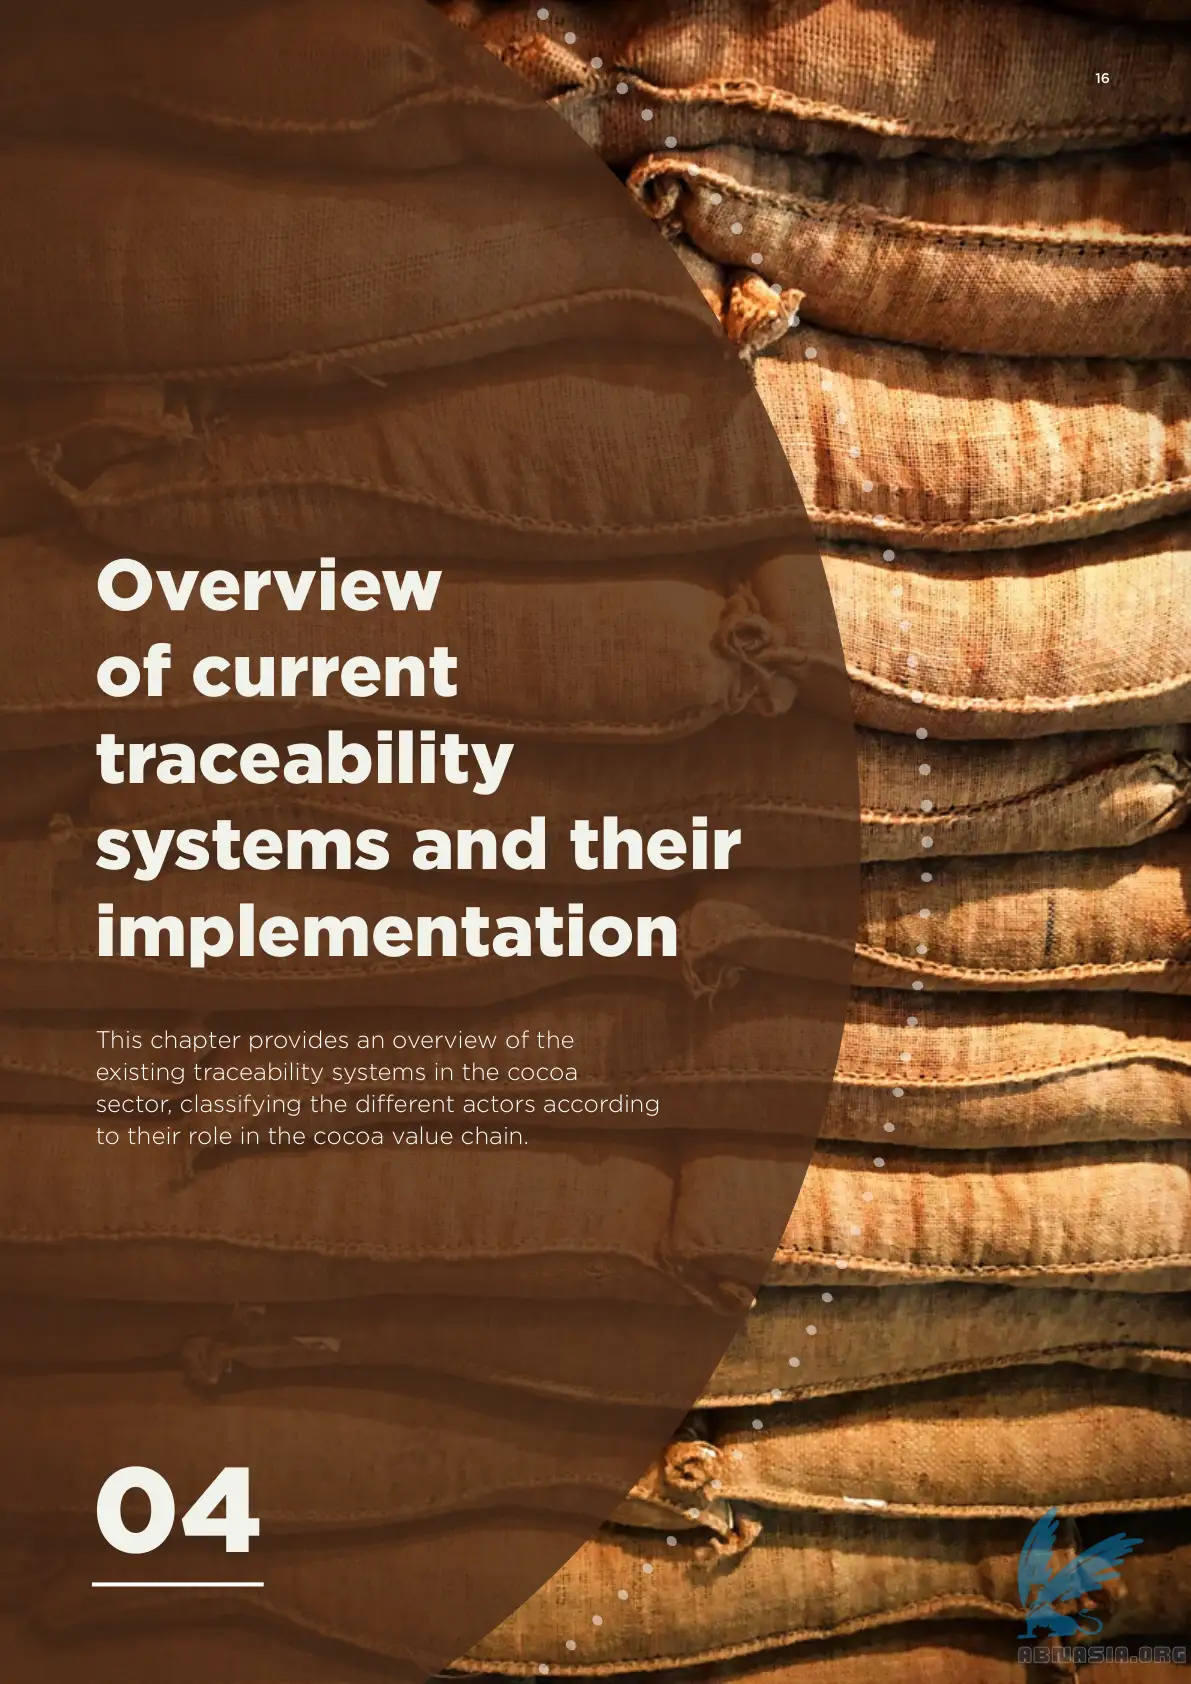 16
Overview
of current
traceability
systems and their
implementation
This chapter provides an overview of the
existing traceability systems in the cocoa
sector, classifying the different actors according
to their role in the cocoa value chain.
04
ABNASIA.ORG